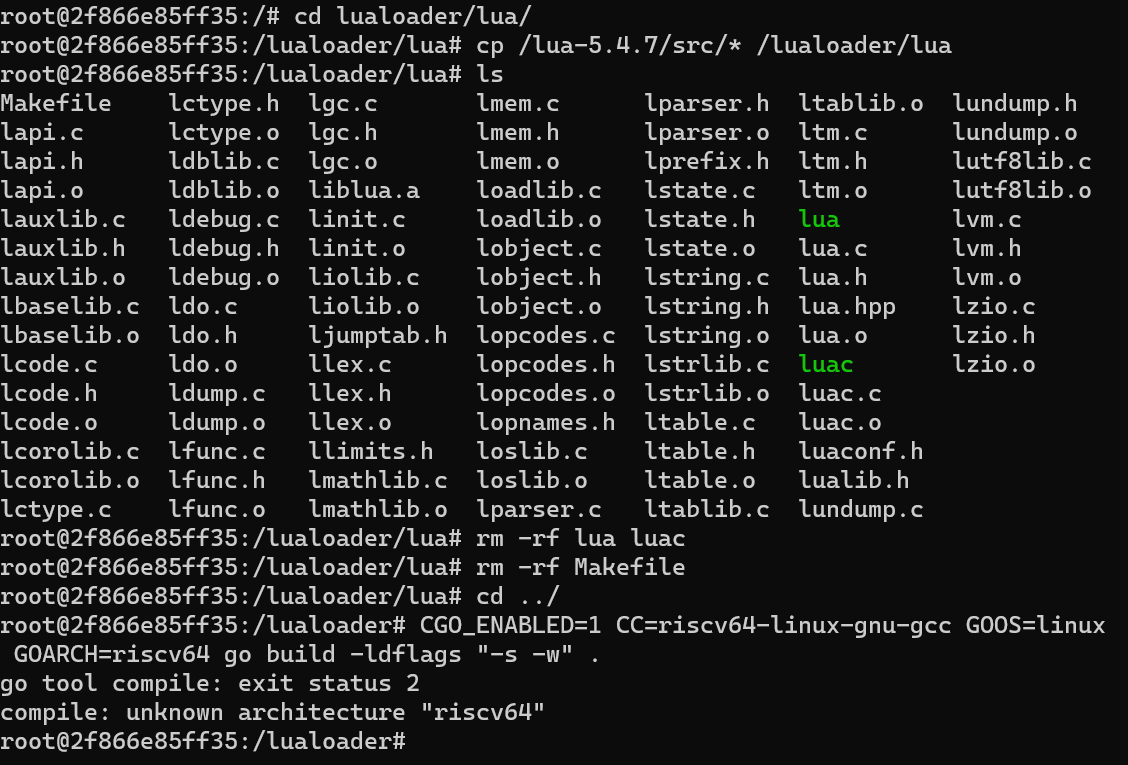 root@2f866e85ff35:/# cd lualoader/lua/
root@2f866e85ff35:/lualoader/lua# cp /lua-5.4.7/src/* /lualoader/lua
root@2f866e85ff35:/lualoader/lua# ls
Makefile    lctype.h  lgc.c       lmem.c      lparser.h  ltablib.o  lundump.h
lapi.c      lctype.o  lgc.h       lmem.h      lparser.o  ltm.c      lundump.o
lapi.h      ldblib.c  lgc.o       lmem.o      lprefix.h  ltm.h      lutf8lib.c
lapi.o      ldblib.o  liblua.a    loadlib.c   lstate.c   ltm.o      lutf8lib.o
lauxlib.c   ldebug.c  linit.c     loadlib.o   lstate.h   lua        lvm.c
lauxlib.h   ldebug.h  linit.o     lobject.c   lstate.o   lua.c      lvm.h
lauxlib.o   ldebug.o  liolib.c    lobject.h   lstring.c  lua.h      lvm.o
lbaselib.c  ldo.c     liolib.o    lobject.o   lstring.h  lua.hpp    lzio.c
lbaselib.o  ldo.h     ljumptab.h  lopcodes.c  lstring.o  lua.o      lzio.h
lcode.c     ldo.o     llex.c      lopcodes.h  lstrlib.c  luac       lzio.o
lcode.h     ldump.c   llex.h      lopcodes.o  lstrlib.o  luac.c
lcode.o     ldump.o   llex.o      lopnames.h  ltable.c   luac.o
lcorolib.c  lfunc.c   llimits.h   loslib.c    ltable.h   luaconf.h
lcorolib.o  lfunc.h   lmathlib.c  loslib.o    ltable.o   lualib.h
lctype.c    lfunc.o   lmathlib.o  lparser.c   ltablib.c  lundump.c
root@2f866e85ff35:/lualoader/lua# rm -rf lua luac
root@2f866e85ff35:/lualoader/lua# rm -rf Makefile
root@2f866e85ff35:/lualoader/lua# cd ../
root@2f866e85ff35:/lualoader# CGO_ENABLED=1 CC=riscv64-linux-gnu-gcc GOOS=linux
 GOARCH=riscv64 go build -ldflags "-s -w" .
go tool compile: exit status 2
compile: unknown architecture "riscv64"
root@2f866e85ff35:/lualoader#